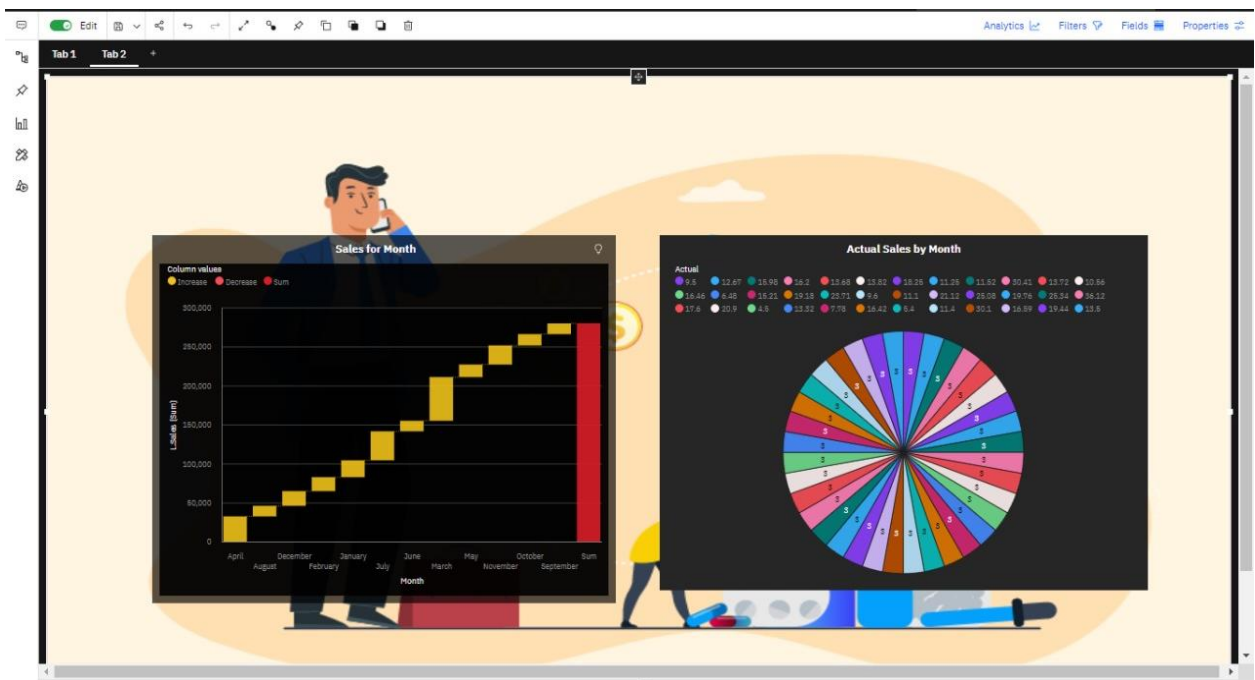 Edit
Analytics Filters Fields Properties
Tab 1 Tab 2 +
Sales for Month
Column values
Increase Decrease Sum
300,000
250,000
200,000
150,000
100,000
50,000
0
L.Sales (Sum)
April December January June May October Sum
August February July March November September
Month
Actual Sales by Month
Actual
9.5 12.67 15.98 16.2 13.68 13.82 15.25 11.25 11.52 30.41 13.72 10.56
16.46 6.48 15.21 19.18 23.71 9.6 11.1 21.12 25.08 19.76 25.34 36.12
17.6 20.9 4.5 13.32 7.78 16.42 5.4 11.4 30.1 16.59 19.44 13.5